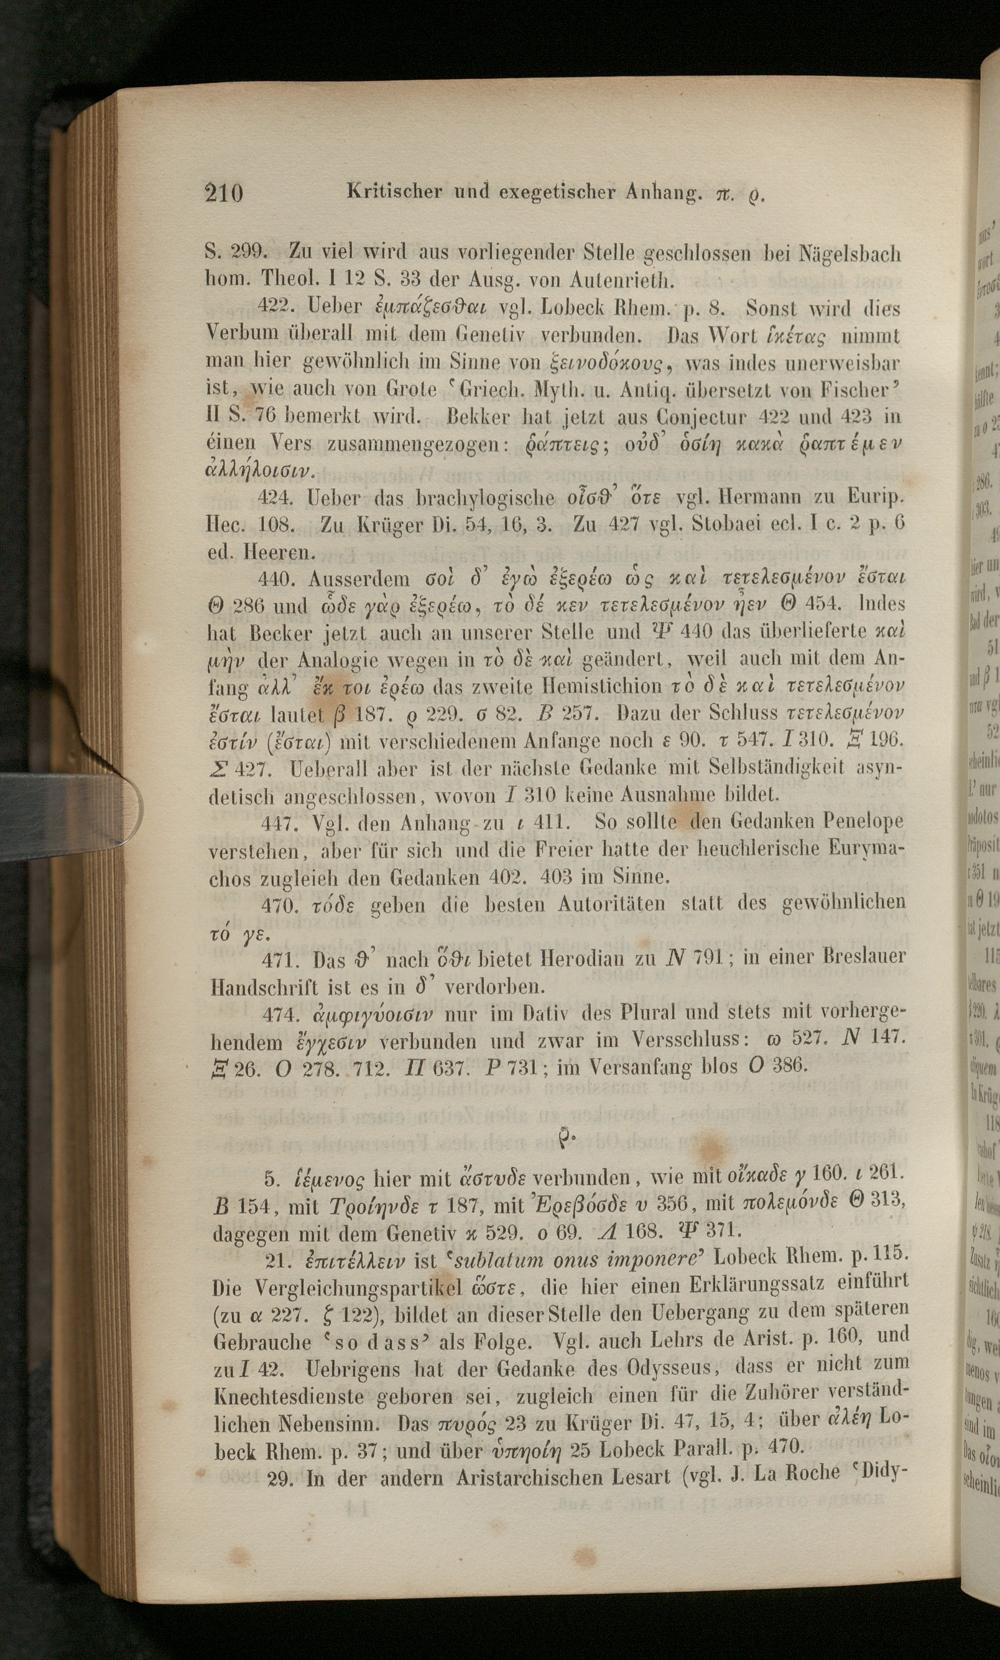 210 Kritischer und exegetischer Anhang. π. ϱ.
S. 299. Zu viel wird aus vorliegender Stelle geschlossen bei Nägelsbach
hom. Theol. I 12 S. 33 der Ausg. von Autenrieth.
422. Ueber ἐμπάζεσθαι vgl. Lobeck Rhem. p. 8. Sonst wird dies
Verbum überall mit dem Genetiv verbunden. Das Wort ἱκέτας nimmt
man hier gewöhnlich im Sinne von ξεινοδόκους, was indes unerweisbar
ist, wie auch von Grote ‘Griech. Myth. u. Antiq. übersetzt von Fischer’
II S. 76 bemerkt wird. Bekker hat jetzt aus Conjectur 422 und 423 in
éinen Vers zusammengezogen: ῥάπτεις; οὐδ’ ὁσίη κακὰ ῥαπτέμεν
ἀλλήλοισιν.
424. Ueber das brachylogische οἶσθ’ ὅτε vgl. Hermann zu Eurip.
Hec. 108. Zu Krüger Di. 54, 16, 3. Zu 427 vgl. Stobaei ecl. I c. 2 p. 6
ed. Heeren.
440. Ausserdem σοὶ δ’ ἐγὼ ἐξερέω ὡς καὶ τετελεσμένον ἔσται
Θ 286 und ὧδε γὰρ ἐξερέω, τὸ δέ κεν τετελεσμένον ἦεν Θ 454. Indes
hat Becker jetzt auch an unserer Stelle und Ψ 440 das überlieferte καὶ
μὴν der Analogie wegen in τὸ δὲ καὶ geändert, weil auch mit dem An-
fang ἀλλ’ ἔκ τοι ἐρέω das zweite Hemistichion τὸ δὲ καὶ τετελεσμένον
ἔσται lautet β 187. ϱ 229. σ 82. B 257. Dazu der Schluss τετελεσμένον
ἐστίν (ἔσται) mit verschiedenem Anfange noch ε 90. τ 547. I 310. Ξ 196.
Σ 427. Ueberall aber ist der nächste Gedanke mit Selbständigkeit asyn-
detisch angeschlossen, wovon I 310 keine Ausnahme bildet.
447. Vgl. den Anhang zu ι 411. So sollte den Gedanken Penelope
verstehen, aber für sich und die Freier hatte der heuchlerische Euryma-
chos zugleich den Gedanken 402. 403 im Sinne.
470. τόδε geben die besten Autoritäten statt des gewöhnlichen
τό γε.
471. Das θ’ nach ὅθι bietet Herodian zu N 791; in einer Breslauer
Handschrift ist es in δ’ verdorben.
474. ἀμφιγύοισιν nur im Dativ des Plural und stets mit vorherge-
hendem ἔγχεσιν verbunden und zwar im Versschluss: ω 527. N 147.
Ξ 26. O 278. 712. Π 637. P 731; im Versanfang blos O 386.
ϱ.
5. ἱέμενος hier mit ἄστυδε verbunden, wie mit οἴκαδε γ 160. ι 261.
B 154, mit Τροίηνδε τ 187, mit Ἐρεβόσδε υ 356, mit πολεμόνδε Θ 313,
dagegen mit dem Genetiv κ 529. ο 69. Λ 168. Ψ 371.
21. ἐπιτέλλειν ist ‘sublatum onus imponere’ Lobeck Rhem. p. 115.
Die Vergleichungspartikel ὥστε, die hier einen Erklärungssatz einführt
(zu α 227. ζ 122), bildet an dieser Stelle den Uebergang zu dem späteren
Gebrauche ‘so dass’ als Folge. Vgl. auch Lehrs de Arist. p. 160, und
zu I 42. Uebrigens hat der Gedanke des Odysseus, dass er nicht zum
Knechtesdienste geboren sei, zugleich einen für die Zuhörer verständ-
lichen Nebensinn. Das πυρός 23 zu Krüger Di. 47, 15, 4; über ἀλέη Lo-
beck Rhem. p. 37; und über ὑπηοίη 25 Lobeck Parall. p. 470.
29. In der andern Aristarchischen Lesart (vgl. J. La Roche ‘Didy-